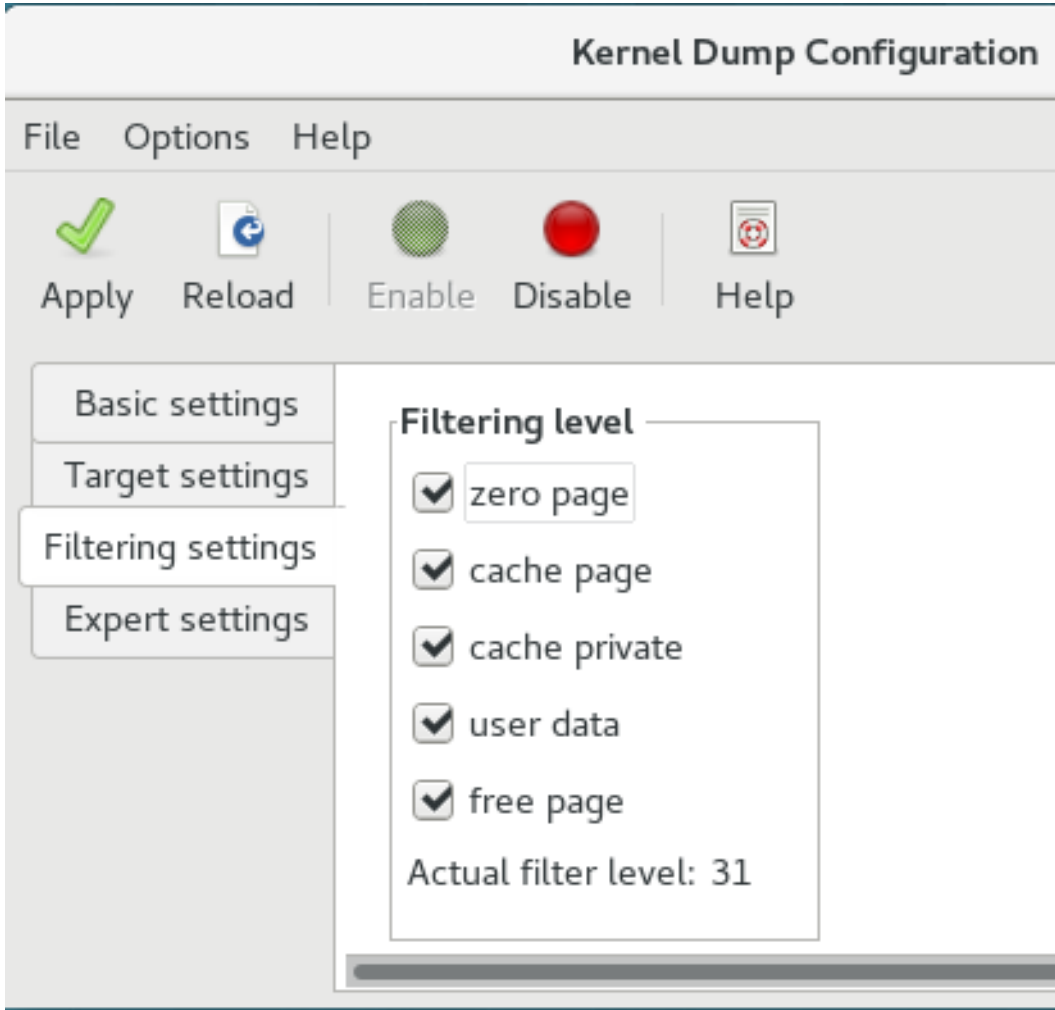 Kernel Dump Configuration
File Options Help
Apply Reload Enable Disable Help
Basic settings
Target settings
Filtering settings
Expert settings
Filtering level
zero page
cache page
cache private
user data
free page
Actual filter level: 31